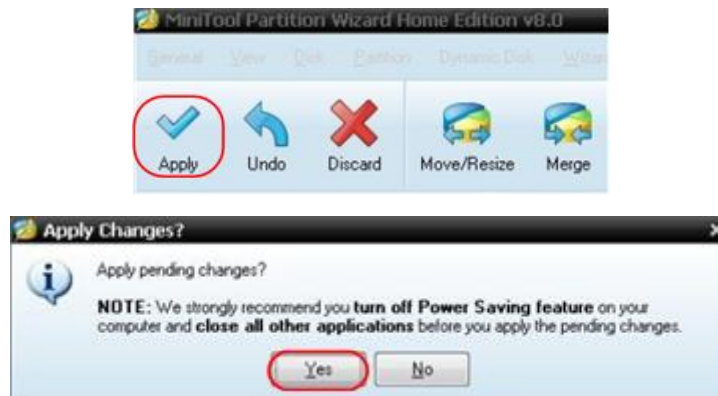 MiniTool Partition Wizard Home Edition v8.0
General View Disk Partition Dynamic Disk
Apply Undo Discard Move/Resize Merge
Apply Changes?
Apply pending changes?
NOTE: We strongly recommend you turn off Power Saving feature on your
computer and close all other applications before you apply the pending changes.
Yes No